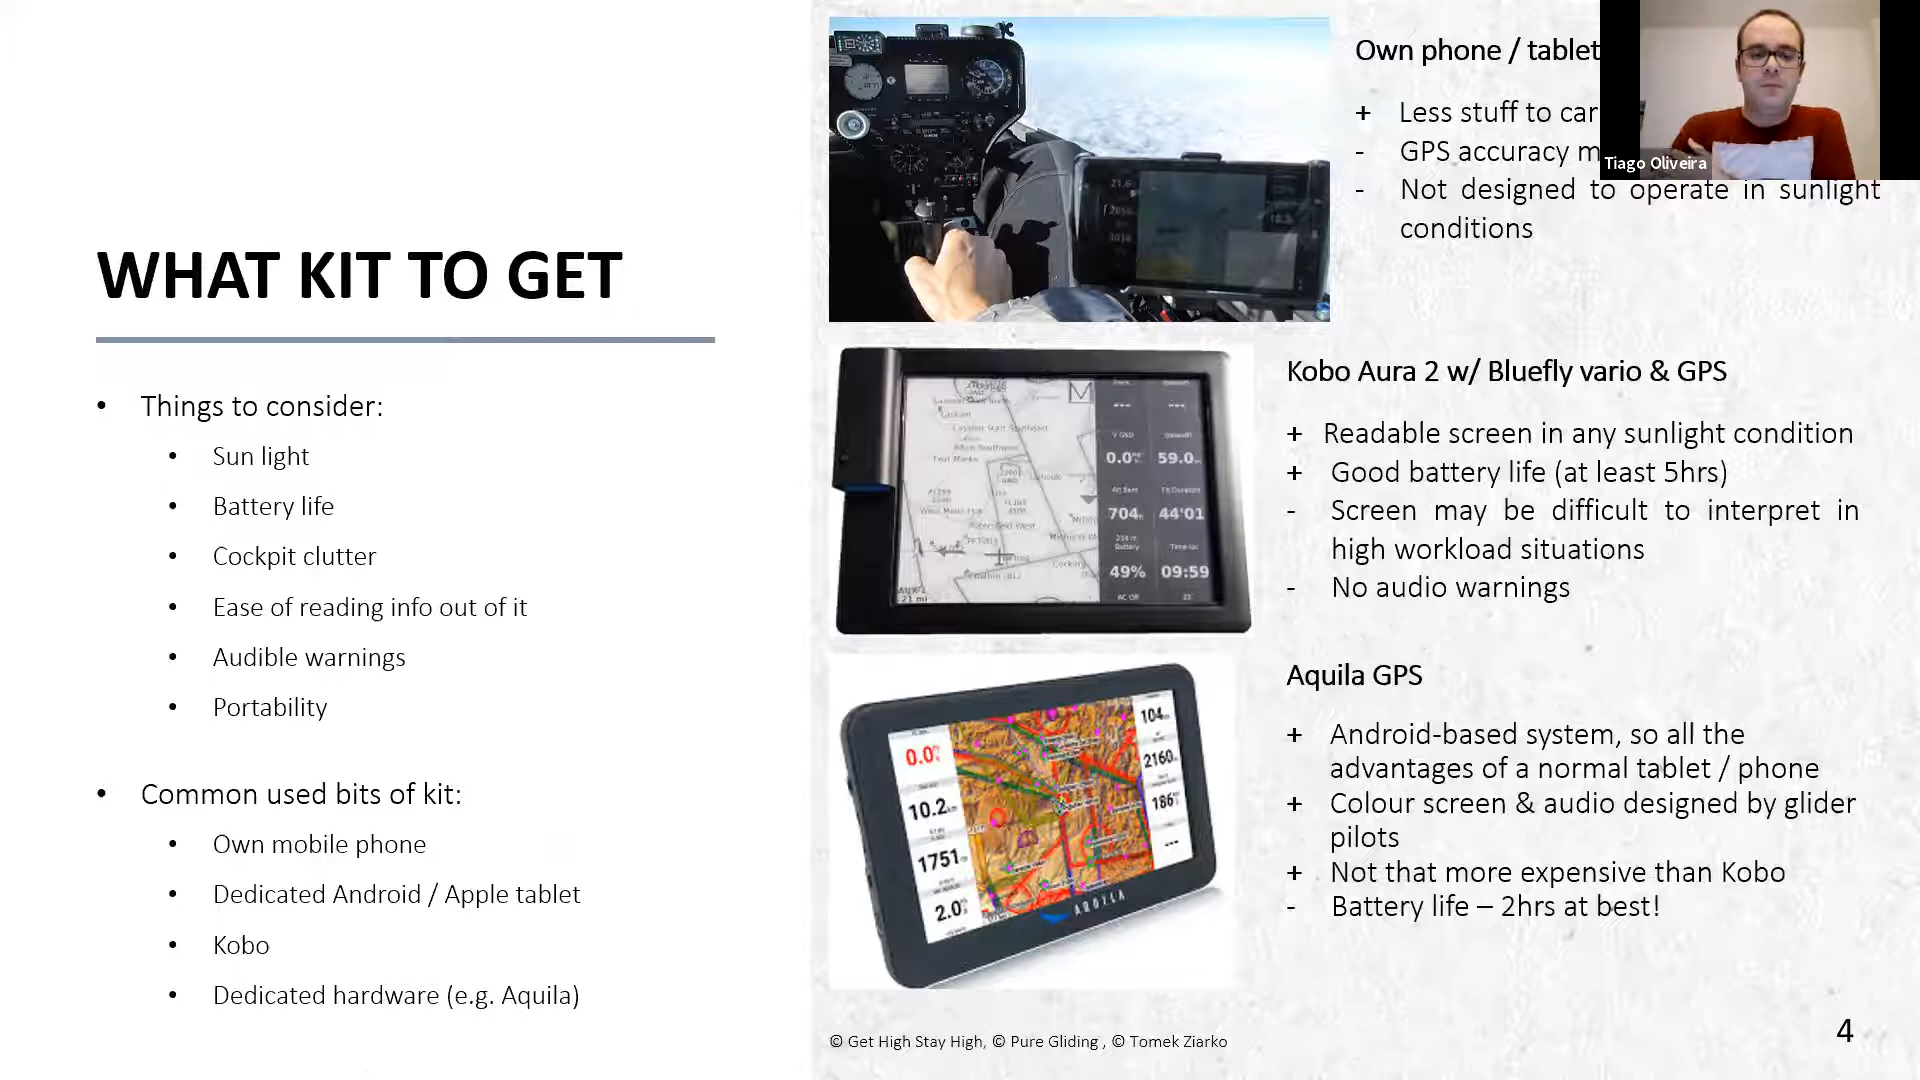 WHAT KIT TO GET
• Things to consider:
• Sun light
• Battery life
• Cockpit clutter
• Ease of reading info out of it
• Audible warnings
• Portability
• Common used bits of kit:
• Own mobile phone
• Dedicated Android / Apple tablet
• Kobo
• Dedicated hardware (e.g. Aquila)
Own phone / tablet
+ Less stuff to
- GPS accuracy
- Not designed to operate in sunlight
conditions
Tiago Oliveira
Kobo Aura 2 w/ Bluefly vario & GPS
+ Readable screen in any sunlight condition
+ Good battery life (at least 5hrs)
- Screen may be difficult to interpret in
high workload situations
- No audio warnings
M
0.0 59.0
704 44'01
Battery
49% 09:59
Aquila GPS
+ Android-based system, so all the
advantages of a normal tablet / phone
+ Colour screen & audio designed by glider
pilots
+ Not that more expensive than Kobo
- Battery life – 2hrs at best!
0.0
10.2
1751
2.0
104
2160
186
---
AQUILA
© Get High Stay High, © Pure Gliding , © Tomek Ziarko
4